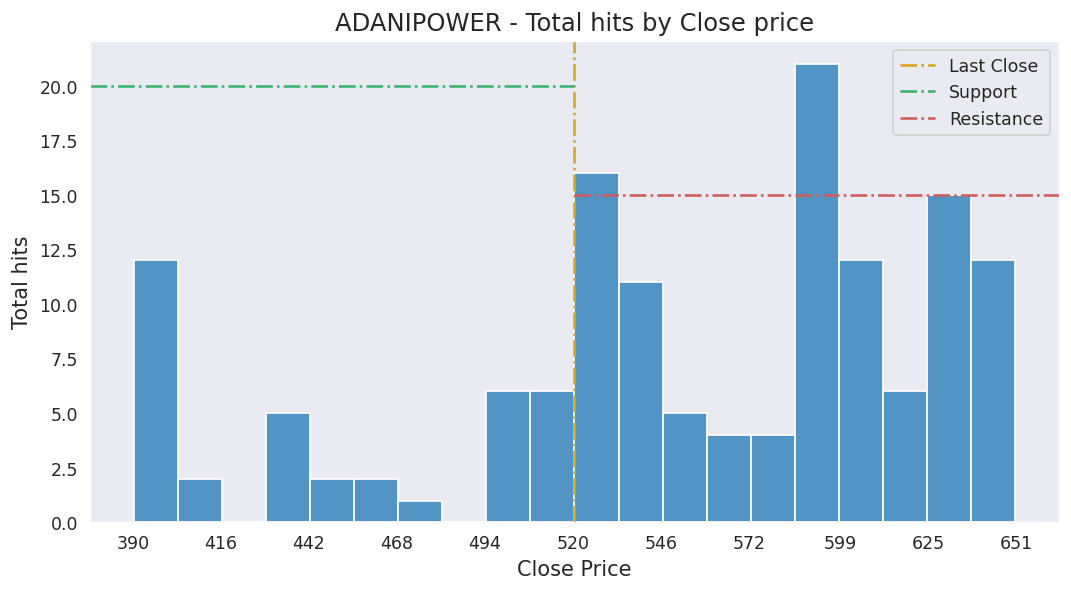 ADANIPOWER - Total hits by Close price
Last Close
Support
Resistance
Total hits
20.0
17.5
15.0
12.5
10.0
7.5
5.0
2.5
0.0
390 416 442 468 494 520 546 572 599 625 651
Close Price